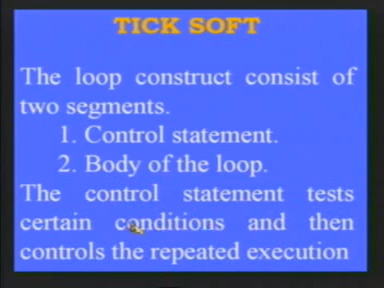 TICK SOFT
The loop construct consist of
two segments.
1. Control statement.
2. Body of the loop.
The control statement tests
certain conditions and then
controls the repeated execution